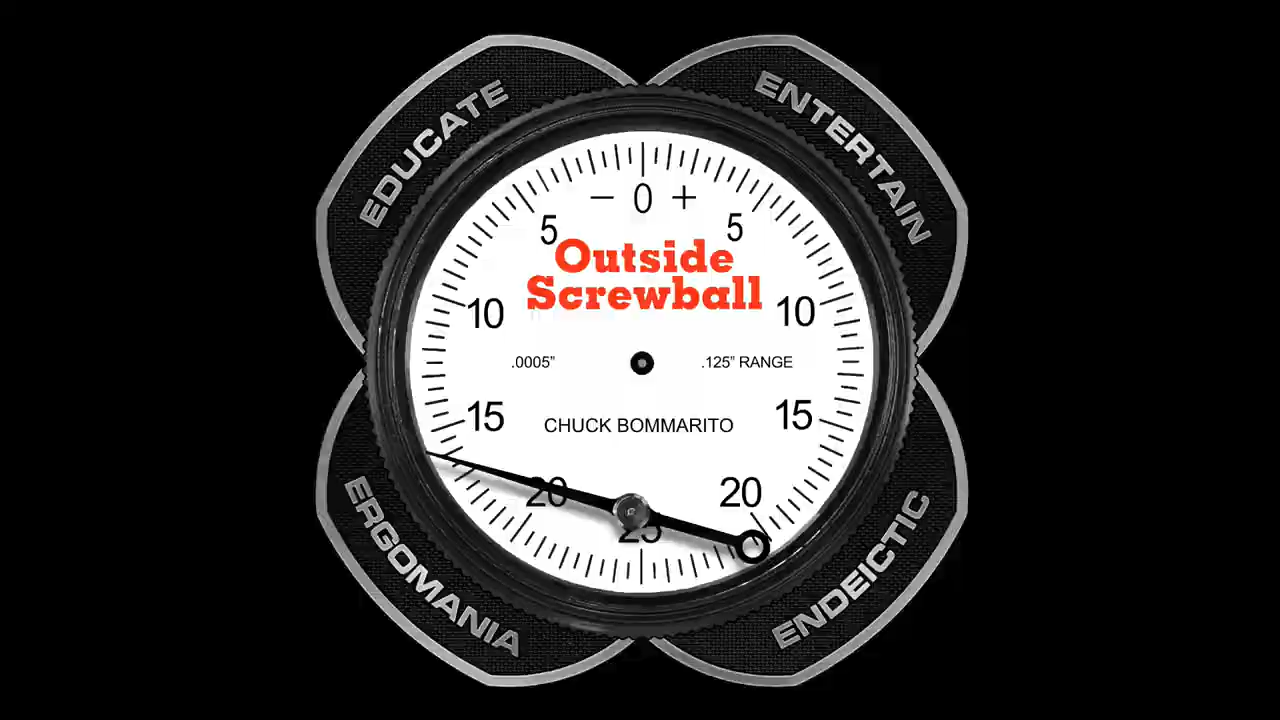 EDUCATE
ENTERTAIN
− 0 +
5 5
Outside
Screwball
10 10
.0005” .125” RANGE
15 15
CHUCK BOMMARITO
20 20
25
ERGOMANIA
ENDEICTIC